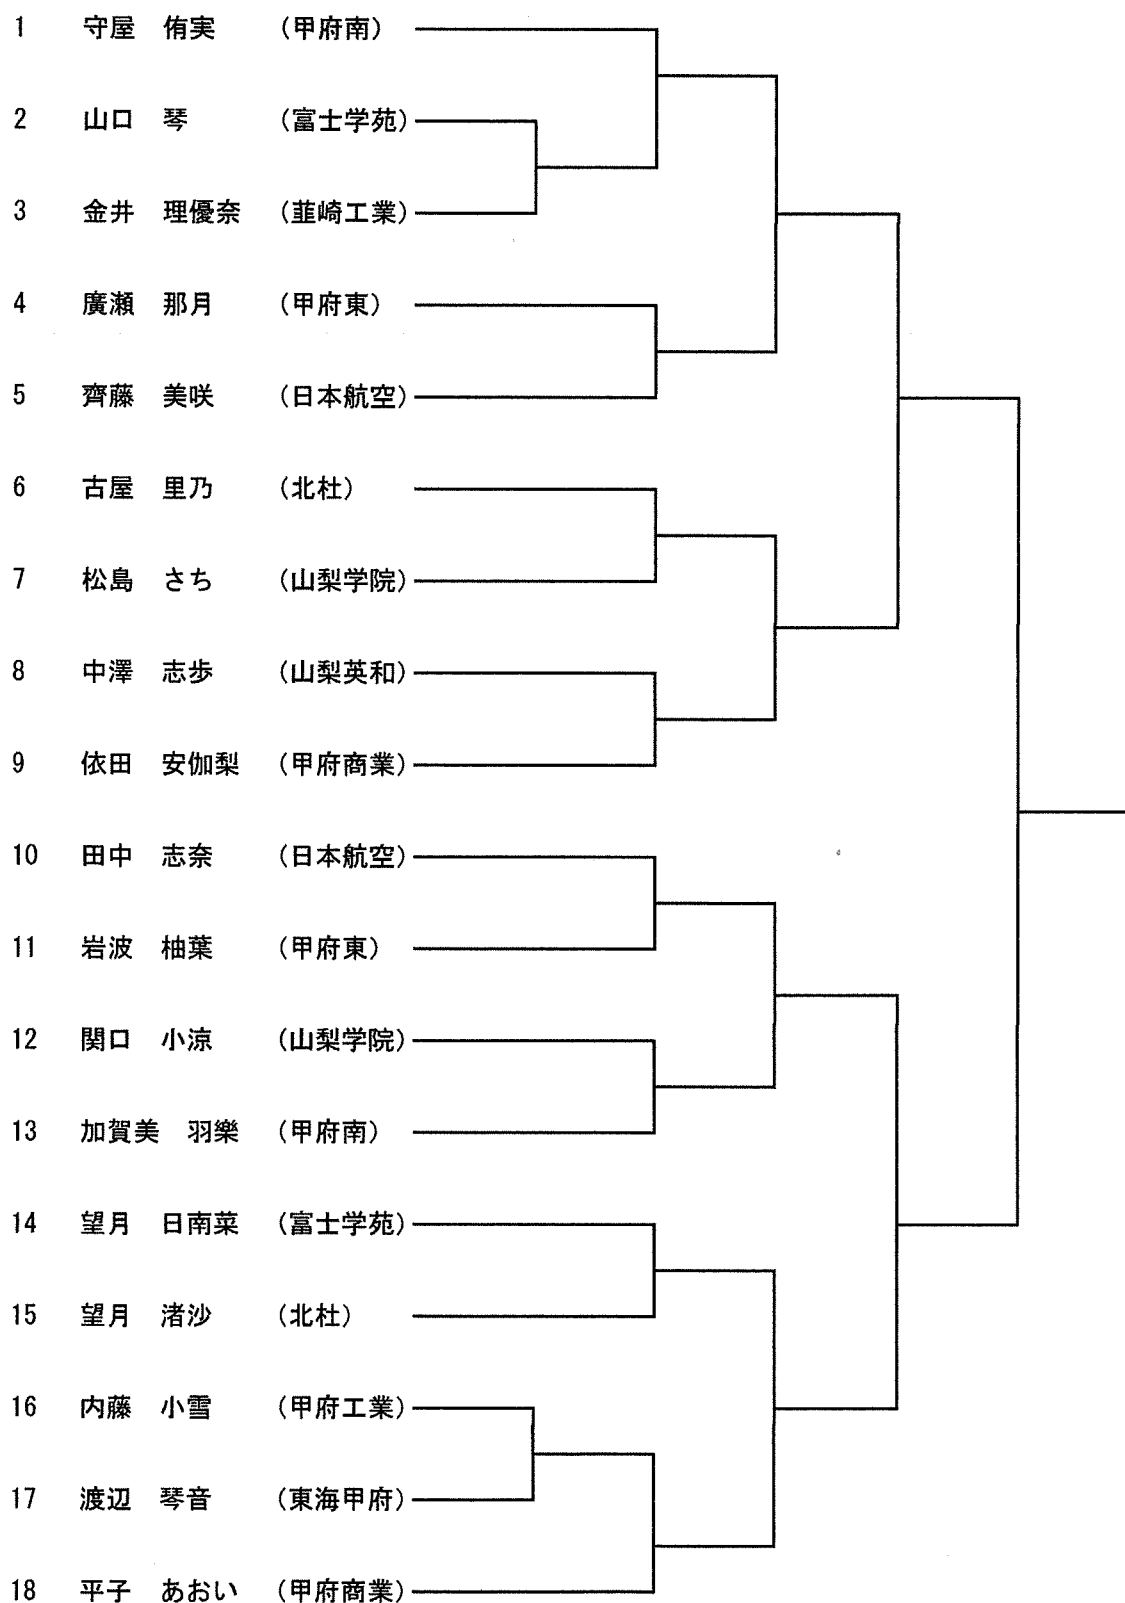 1 守屋 侑実 (甲府南)
2 山口 琴 (富士学苑)
3 金井 理優奈 (韮崎工業)
4 廣瀬 那月 (甲府東)
5 齊藤 美咲 (日本航空)
6 古屋 里乃 (北杜)
7 松島 さち (山梨学院)
8 中澤 志歩 (山梨英和)
9 依田 安伽梨 (甲府商業)
10 田中 志奈 (日本航空)
11 岩波 柚葉 (甲府東)
12 関口 小涼 (山梨学院)
13 加賀美 羽樂 (甲府南)
14 望月 日南菜 (富士学苑)
15 望月 渚沙 (北杜)
16 内藤 小雪 (甲府工業)
17 渡辺 琴音 (東海甲府)
18 平子 あおい (甲府商業)